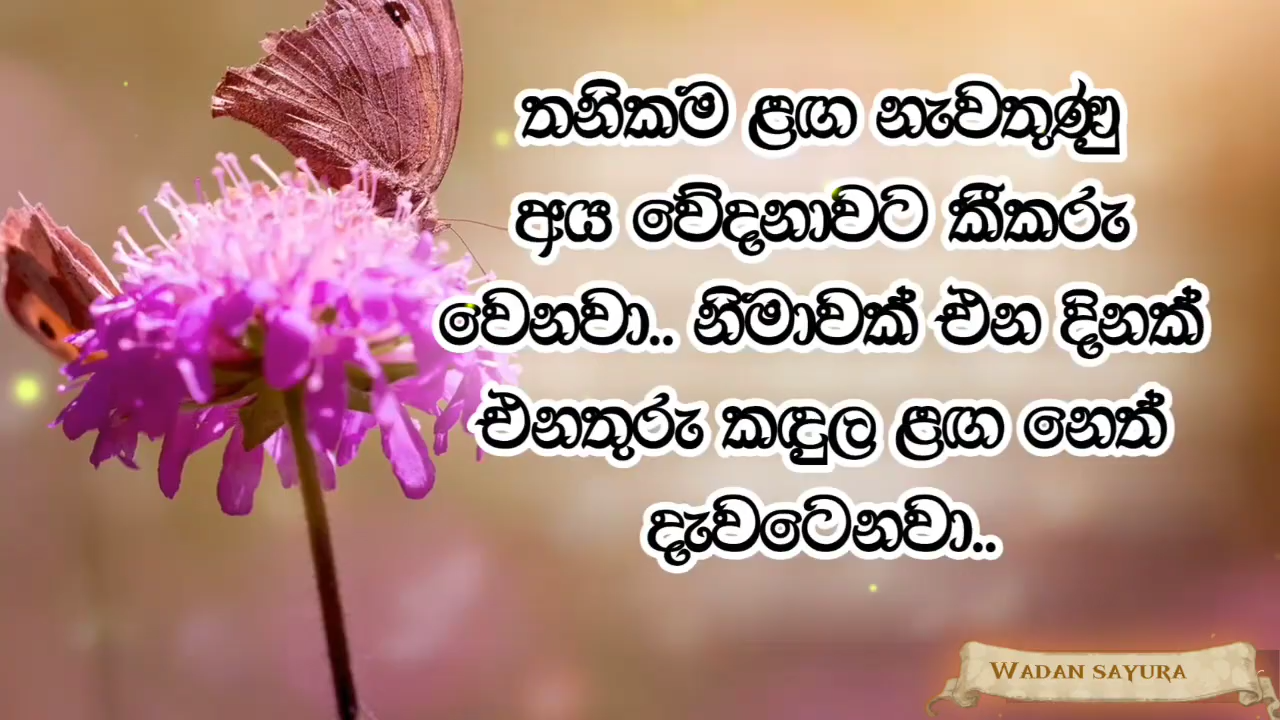 තනිකම ළඟ නැවතුණු
අය වේදනාවට කීකරු
වෙනවා.. නිමාවක් එන දිනක්
එනතුරු කඳුල ළඟ නෙත්
දැවටෙනවා..
WADAN SAYURA